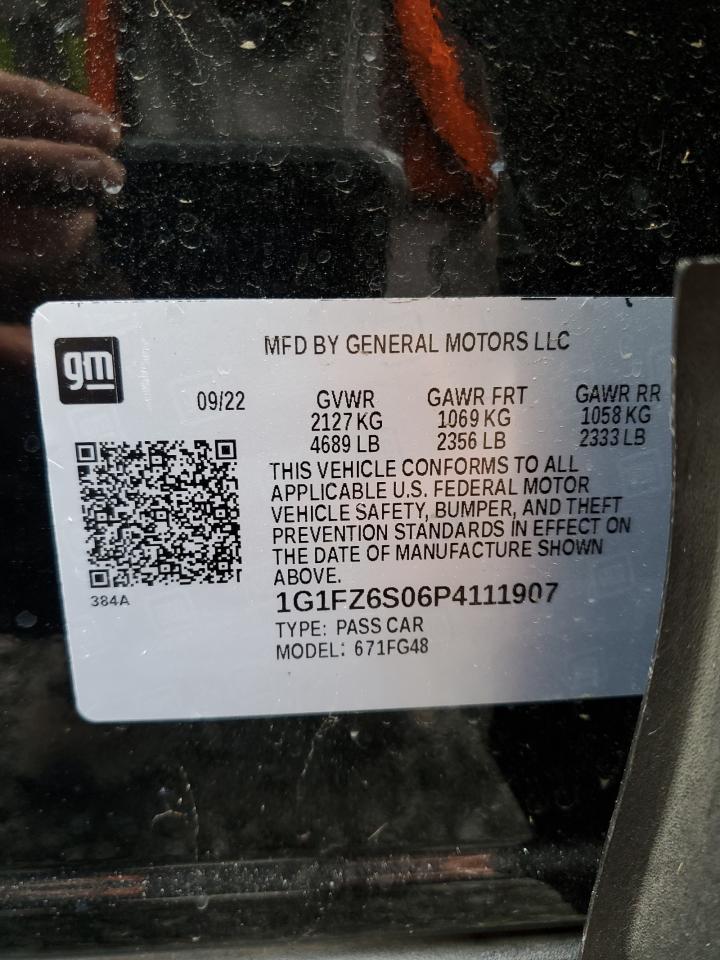 MFD BY GENERAL MOTORS LLC
gm
09/22 GVWR GAWR FRT GAWR RR
2127 KG 1069 KG 1058 KG
4689 LB 2356 LB 2333 LB
THIS VEHICLE CONFORMS TO ALL
APPLICABLE U.S. FEDERAL MOTOR
VEHICLE SAFETY, BUMPER, AND THEFT
PREVENTION STANDARDS IN EFFECT ON
THE DATE OF MANUFACTURE SHOWN
ABOVE.
384A
1G1FZ6S06P4111907
TYPE: PASS CAR
MODEL: 671FG48